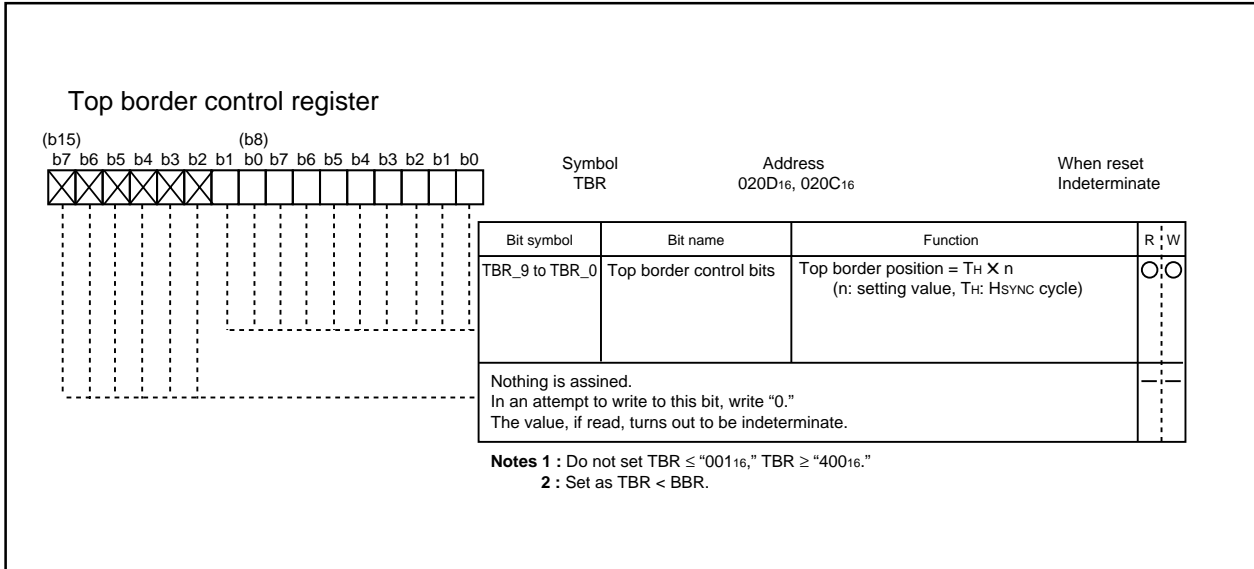 Top border control register
(b15) (b8)
b7 b6 b5 b4 b3 b2 b1 b0 b7 b6 b5 b4 b3 b2 b1 b0
Symbol Address When reset
TBR 020D16, 020C16 Indeterminate
Bit symbol Bit name Function R W
TBR_9 to TBR_0 Top border control bits Top border position = TH X n
(n: setting value, TH: HSYNC cycle)
Nothing is assined.
In an attempt to write to this bit, write “0.”
The value, if read, turns out to be indeterminate.
Notes 1 : Do not set TBR ≤ “00116,” TBR ≥ “40016.”
2 : Set as TBR < BBR.